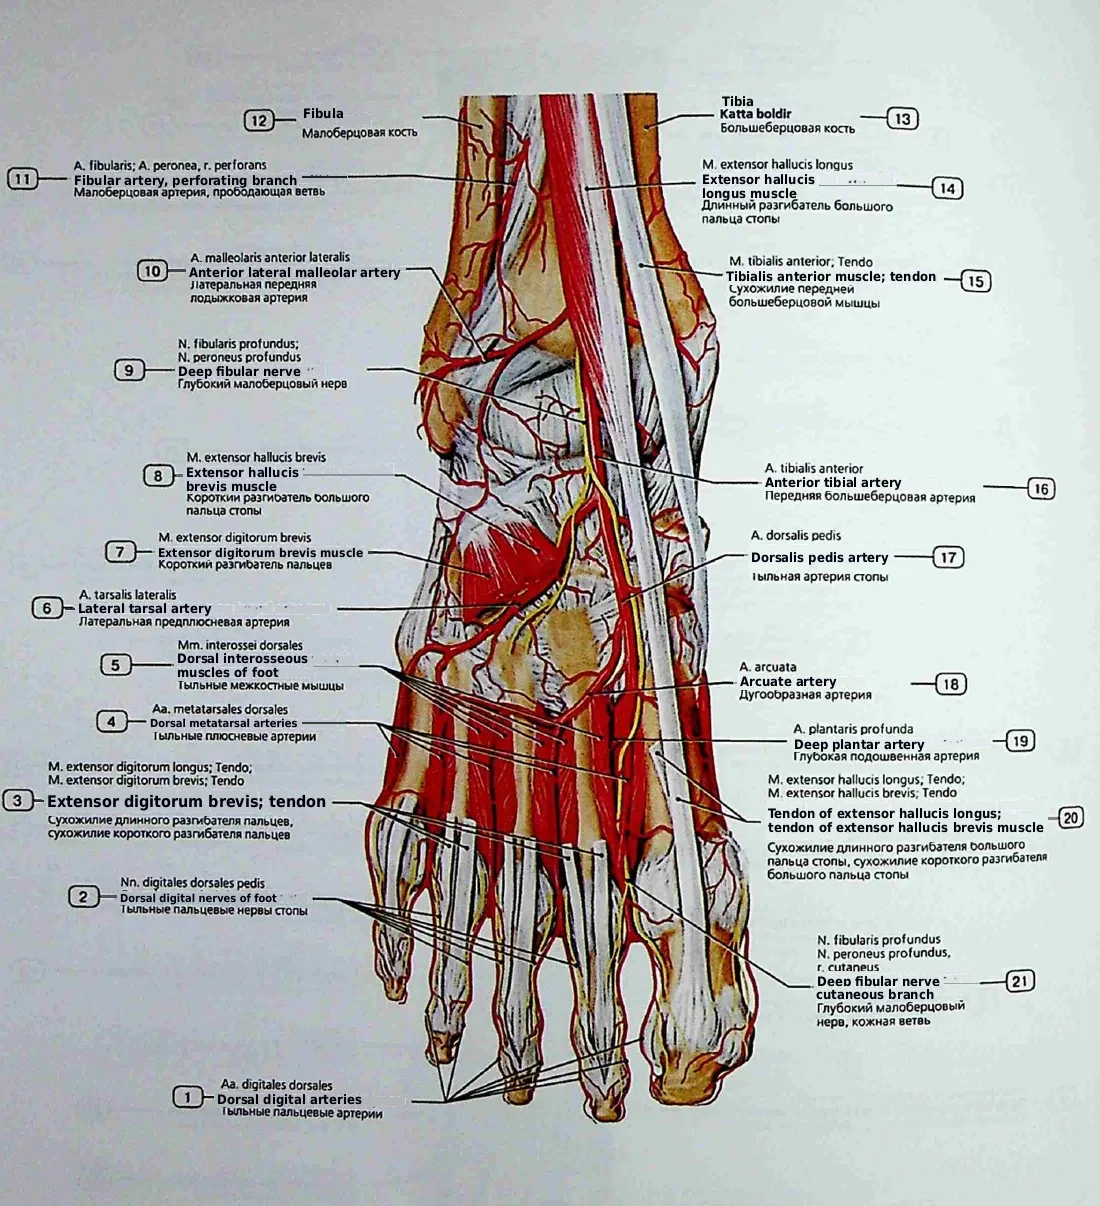 12
Fibula
Малоберцовая кость
Tibia
Katta boldir
Большеберцовая кость
13
11
A. fibularis; A. peronea, r. perforans
Fibular artery, perforating branch
Малоберцовая артерия, прободающая ветвь
M. extensor hallucis longus
Extensor hallucis
longus muscle
Длинный разгибатель большого
пальца стопы
14
10
A. malleolaris anterior lateralis
Anterior lateral malleolar artery
Латеральная передняя
лодыжковая артерия
M. tibialis anterior; Tendo
Tibialis anterior muscle; tendon
Сухожилие передней
большеберцовой мышцы
15
9
N. fibularis profundus;
N. peroneus profundus
Deep fibular nerve
Глубокий малоберцовый нерв
8
M. extensor hallucis brevis
Extensor hallucis
brevis muscle
Короткий разгибатель большого
пальца стопы
A. tibialis anterior
Anterior tibial artery
Передняя большеберцовая артерия
16
7
M. extensor digitorum brevis
Extensor digitorum brevis muscle
Короткий разгибатель пальцев
A. dorsalis pedis
Dorsalis pedis artery
Тыльная артерия стопы
17
6
A. tarsalis lateralis
Lateral tarsal artery
Латеральная предплюсневая артерия
5
Mm. interossei dorsales
Dorsal interosseous
muscles of foot
Тыльные межкостные мышцы
A. arcuata
Arcuate artery
Дугообразная артерия
18
4
Aa. metatarsales dorsales
Dorsal metatarsal arteries
Тыльные плюсневые артерии
A. plantaris profunda
Deep plantar artery
Глубокая подошвенная артерия
19
3
M. extensor digitorum longus; Tendo;
M. extensor digitorum brevis; Tendo
Extensor digitorum brevis; tendon
Сухожилие длинного разгибателя пальцев,
сухожилие короткого разгибателя пальцев
M. extensor hallucis longus; Tendo;
M. extensor hallucis brevis; Tendo
Tendon of extensor hallucis longus;
tendon of extensor hallucis brevis muscle
Сухожилие длинного разгибателя большого
пальца стопы, сухожилие короткого разгибателя
большого пальца стопы
20
2
Nn. digitales dorsales pedis
Dorsal digital nerves of foot
Тыльные пальцевые нервы стопы
N. fibularis profundus
N. peroneus profundus,
r. cutaneus
Deep fibular nerve
cutaneous branch
Глубокий малоберцовый
нерв, кожная ветвь
21
1
Aa. digitales dorsales
Dorsal digital arteries
Тыльные пальцевые артерии